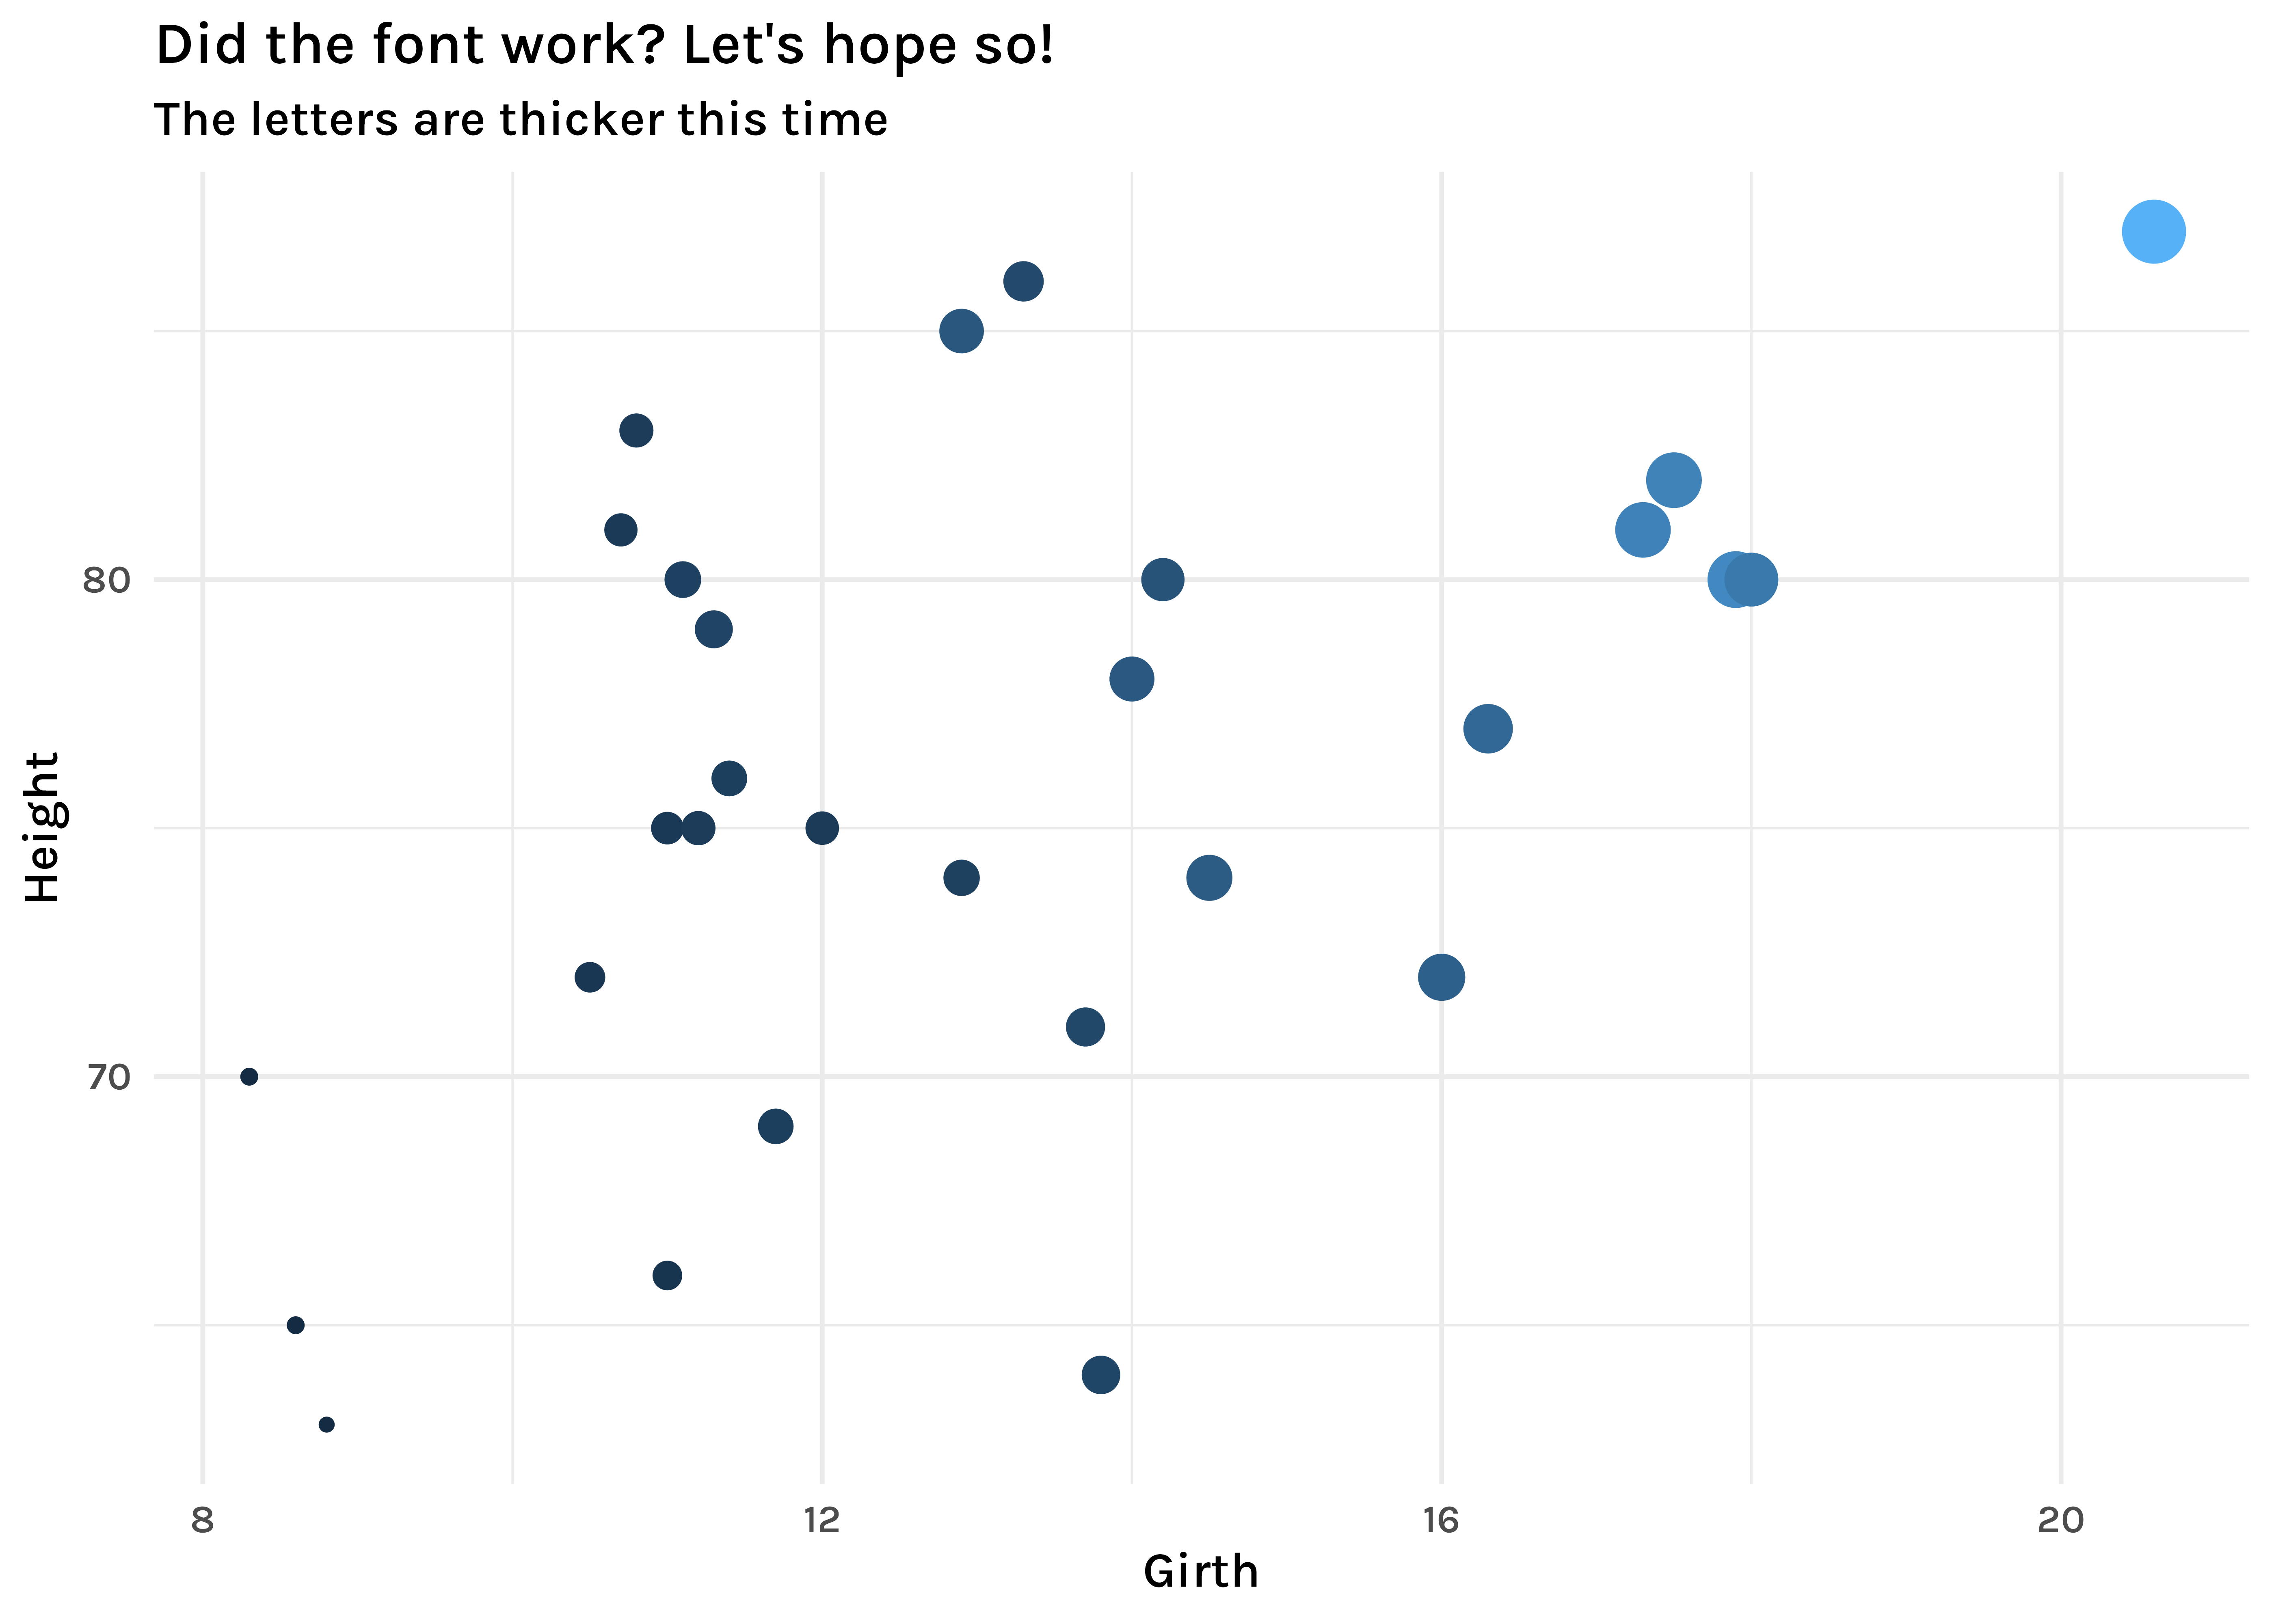 Did the font work? Let's hope so!
The letters are thicker this time
Height
80
70
8
12
16
20
Girth